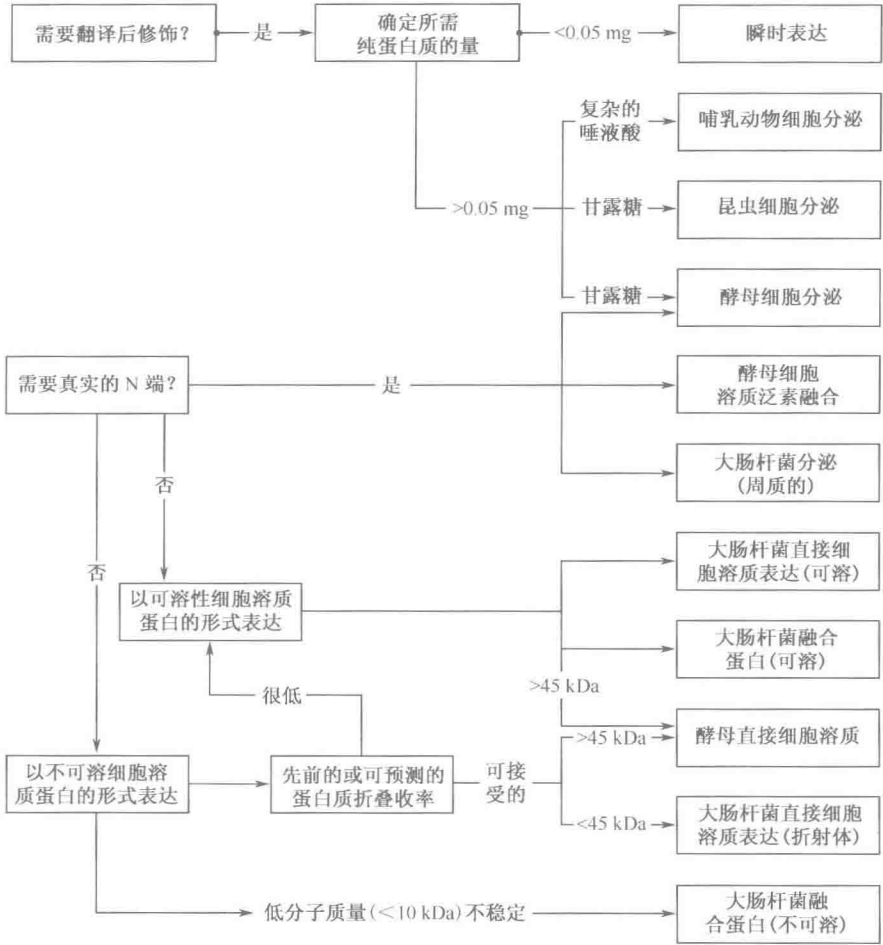 需要翻译后修饰?
是
确定所需
纯蛋白质的量
<0.05 mg
瞬时表达
复杂的
唾液酸
哺乳动物细胞分泌
>0.05 mg
甘露糖
昆虫细胞分泌
甘露糖
酵母细胞分泌
需要真实的 N 端?
是
酵母细胞
溶质泛素融合
大肠杆菌分泌
(周质的)
否
否
大肠杆菌直接细
胞溶质表达(可溶)
以可溶性细胞溶质
蛋白的形式表达
大肠杆菌融合
蛋白(可溶)
>45 kDa
很低
>45 kDa
酵母直接细胞溶质
以不可溶细胞溶
质蛋白的形式表达
先前的或可预测的
蛋白质折叠收率
可接
受的
<45 kDa
大肠杆菌直接细胞
溶质表达(折射体)
低分子质量(<10 kDa)不稳定
大肠杆菌融
合蛋白(不可溶)